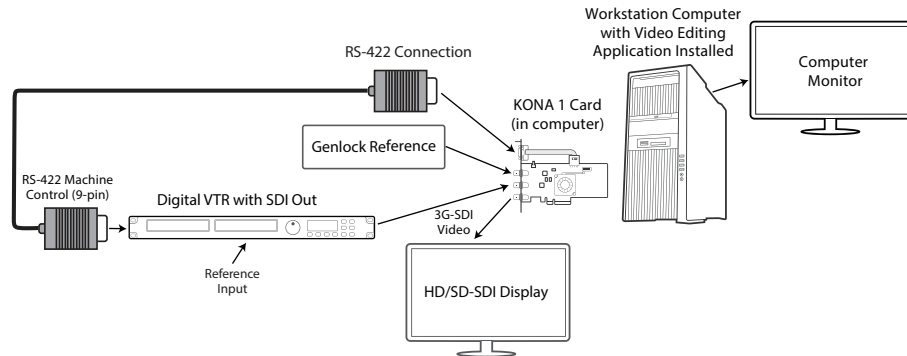 Workstation Computer
with Video Editing
Application Installed
RS-422 Connection
Computer
Monitor
KONA 1 Card
(in computer)
Genlock Reference
RS-422 Machine
Control (9-pin)
Digital VTR with SDI Out
3G-SDI
Video
Reference
Input
HD/SD-SDI Display